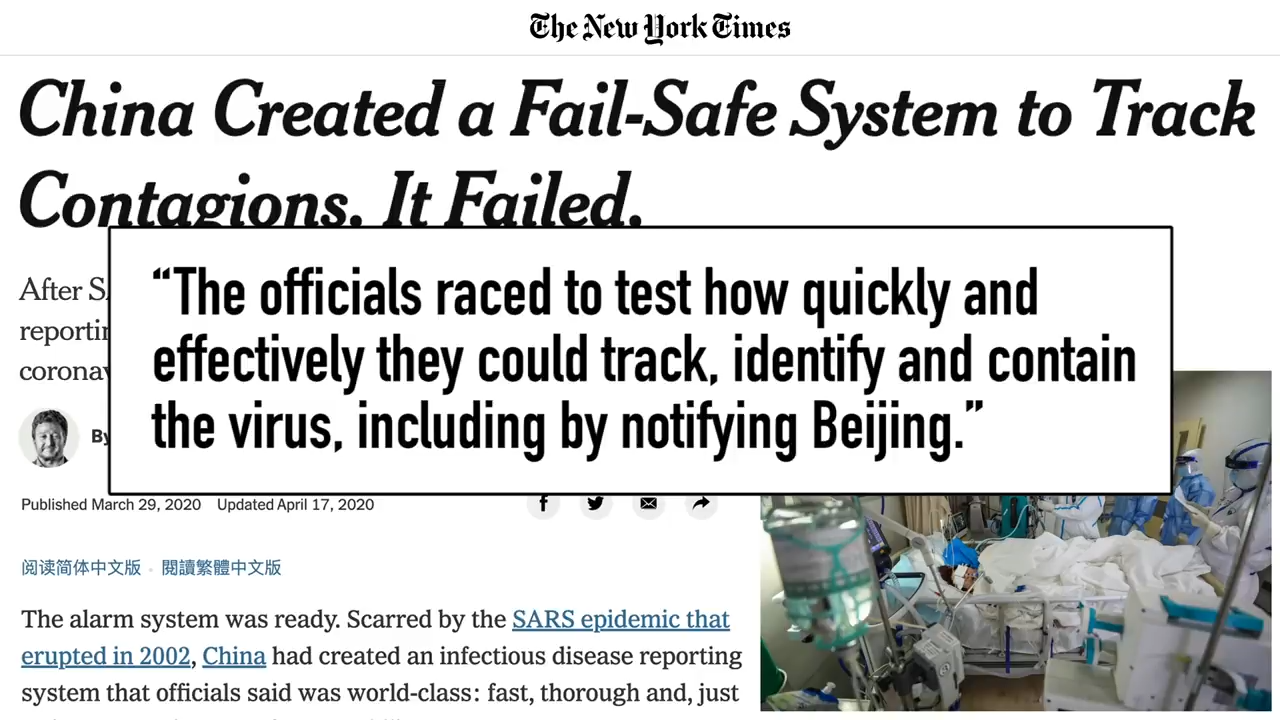 The New York Times
China Created a Fail-Safe System to Track
Contagions. It Failed.
After S
“The officials raced to test how quickly and
effectively they could track, identify and contain
the virus, including by notifying Beijing.”
By
Published March 29, 2020 Updated April 17, 2020
阅读简体中文版 · 閱讀繁體中文版
The alarm system was ready. Scarred by the SARS epidemic that
erupted in 2002, China had created an infectious disease reporting
system that officials said was world-class: fast, thorough and, just